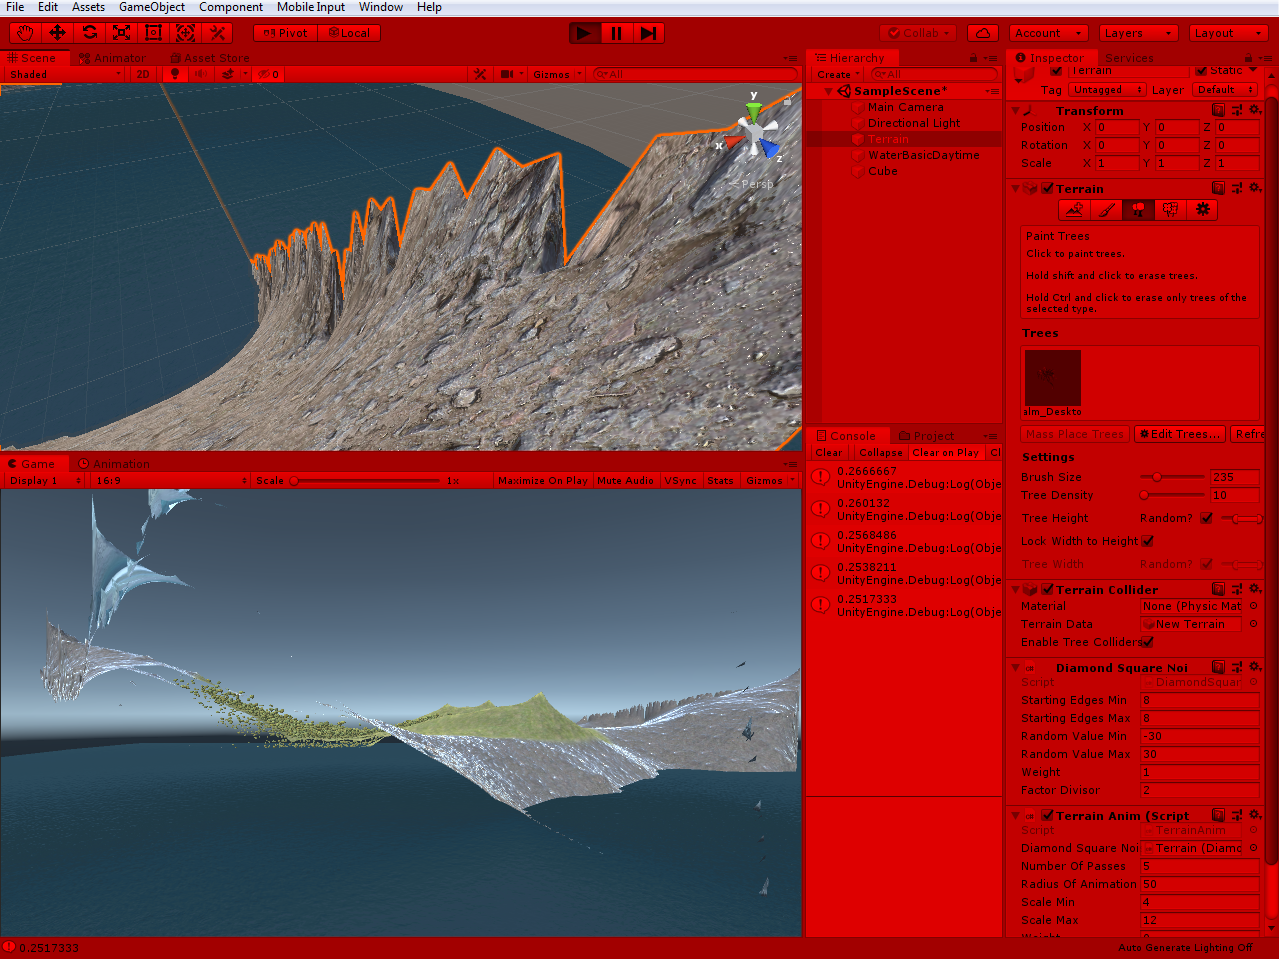 File Edit Assets GameObject Component Mobile Input Window Help
Pivot Local Collab Account Layers Layout
Scene Animator Asset Store
Shaded 2D 0 Gizmos All
y
x
z
Persp
Game Animation
Display 1 16:9 Scale 1x Maximize On Play Mute Audio VSync Stats Gizmos
Hierarchy
Create All
SampleScene*
Main Camera
Directional Light
Terrain
WaterBasicDaytime
Cube
Console Project
Clear Collapse Clear on Play
0.2666667
UnityEngine.Debug:Log(Obje
0.260132
UnityEngine.Debug:Log(Obje
0.2568486
UnityEngine.Debug:Log(Obje
0.2538211
UnityEngine.Debug:Log(Obje
0.2517333
UnityEngine.Debug:Log(Obje
Inspector Services
Terrain Static
Tag Untagged Layer Default
Transform
Position X 0 Y 0 Z 0
Rotation X 0 Y 0 Z 0
Scale X 1 Y 1 Z 1
Terrain
Paint Trees
Click to paint trees.
Hold shift and click to erase trees.
Hold Ctrl and click to erase only trees of the
selected type.
Trees
alm_Deskto
Mass Place Trees Edit Trees... Refre
Settings
Brush Size 235
Tree Density 10
Tree Height Random?
Lock Width to Height
Tree Width Random?
Terrain Collider
Material None (Physic Mat
Terrain Data New Terrain
Enable Tree Colliders
Diamond Square Noi
Script DiamondSquar
Starting Edges Min 8
Starting Edges Max 8
Random Value Min -30
Random Value Max 30
Weight 1
Factor Divisor 2
Terrain Anim (Script
Script TerrainAnim
Diamond Square Noi Terrain (Diamo
Number Of Passes 5
Radius Of Animation 50
Scale Min 4
Scale Max 12
0.2517333
Auto Generate Lighting Off